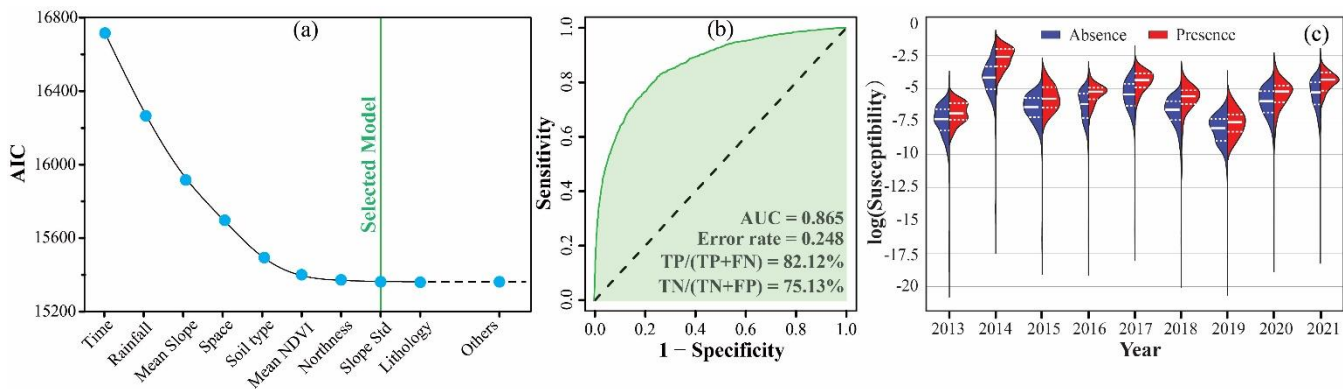 (a)
AIC
16800
16400
16000
15600
15200
Selected Model
Time
Rainfall
Mean Slope
Space
Soil type
Mean NDVI
Northness
Slope Std
Lithology
Others
(b)
Sensitivity
1.0
0.8
0.6
0.4
0.2
0.0
AUC = 0.865
Error rate = 0.248
TP/(TP+FN) = 82.12%
TN/(TN+FP) = 75.13%
0.0 0.2 0.4 0.6 0.8 1.0
1 − Specificity
(c)
Absence Presence
log(Susceptibility)
-0
-2.5
-5
-7.5
-10
-12.5
-15
-17.5
-20
2013 2014 2015 2016 2017 2018 2019 2020 2021
Year